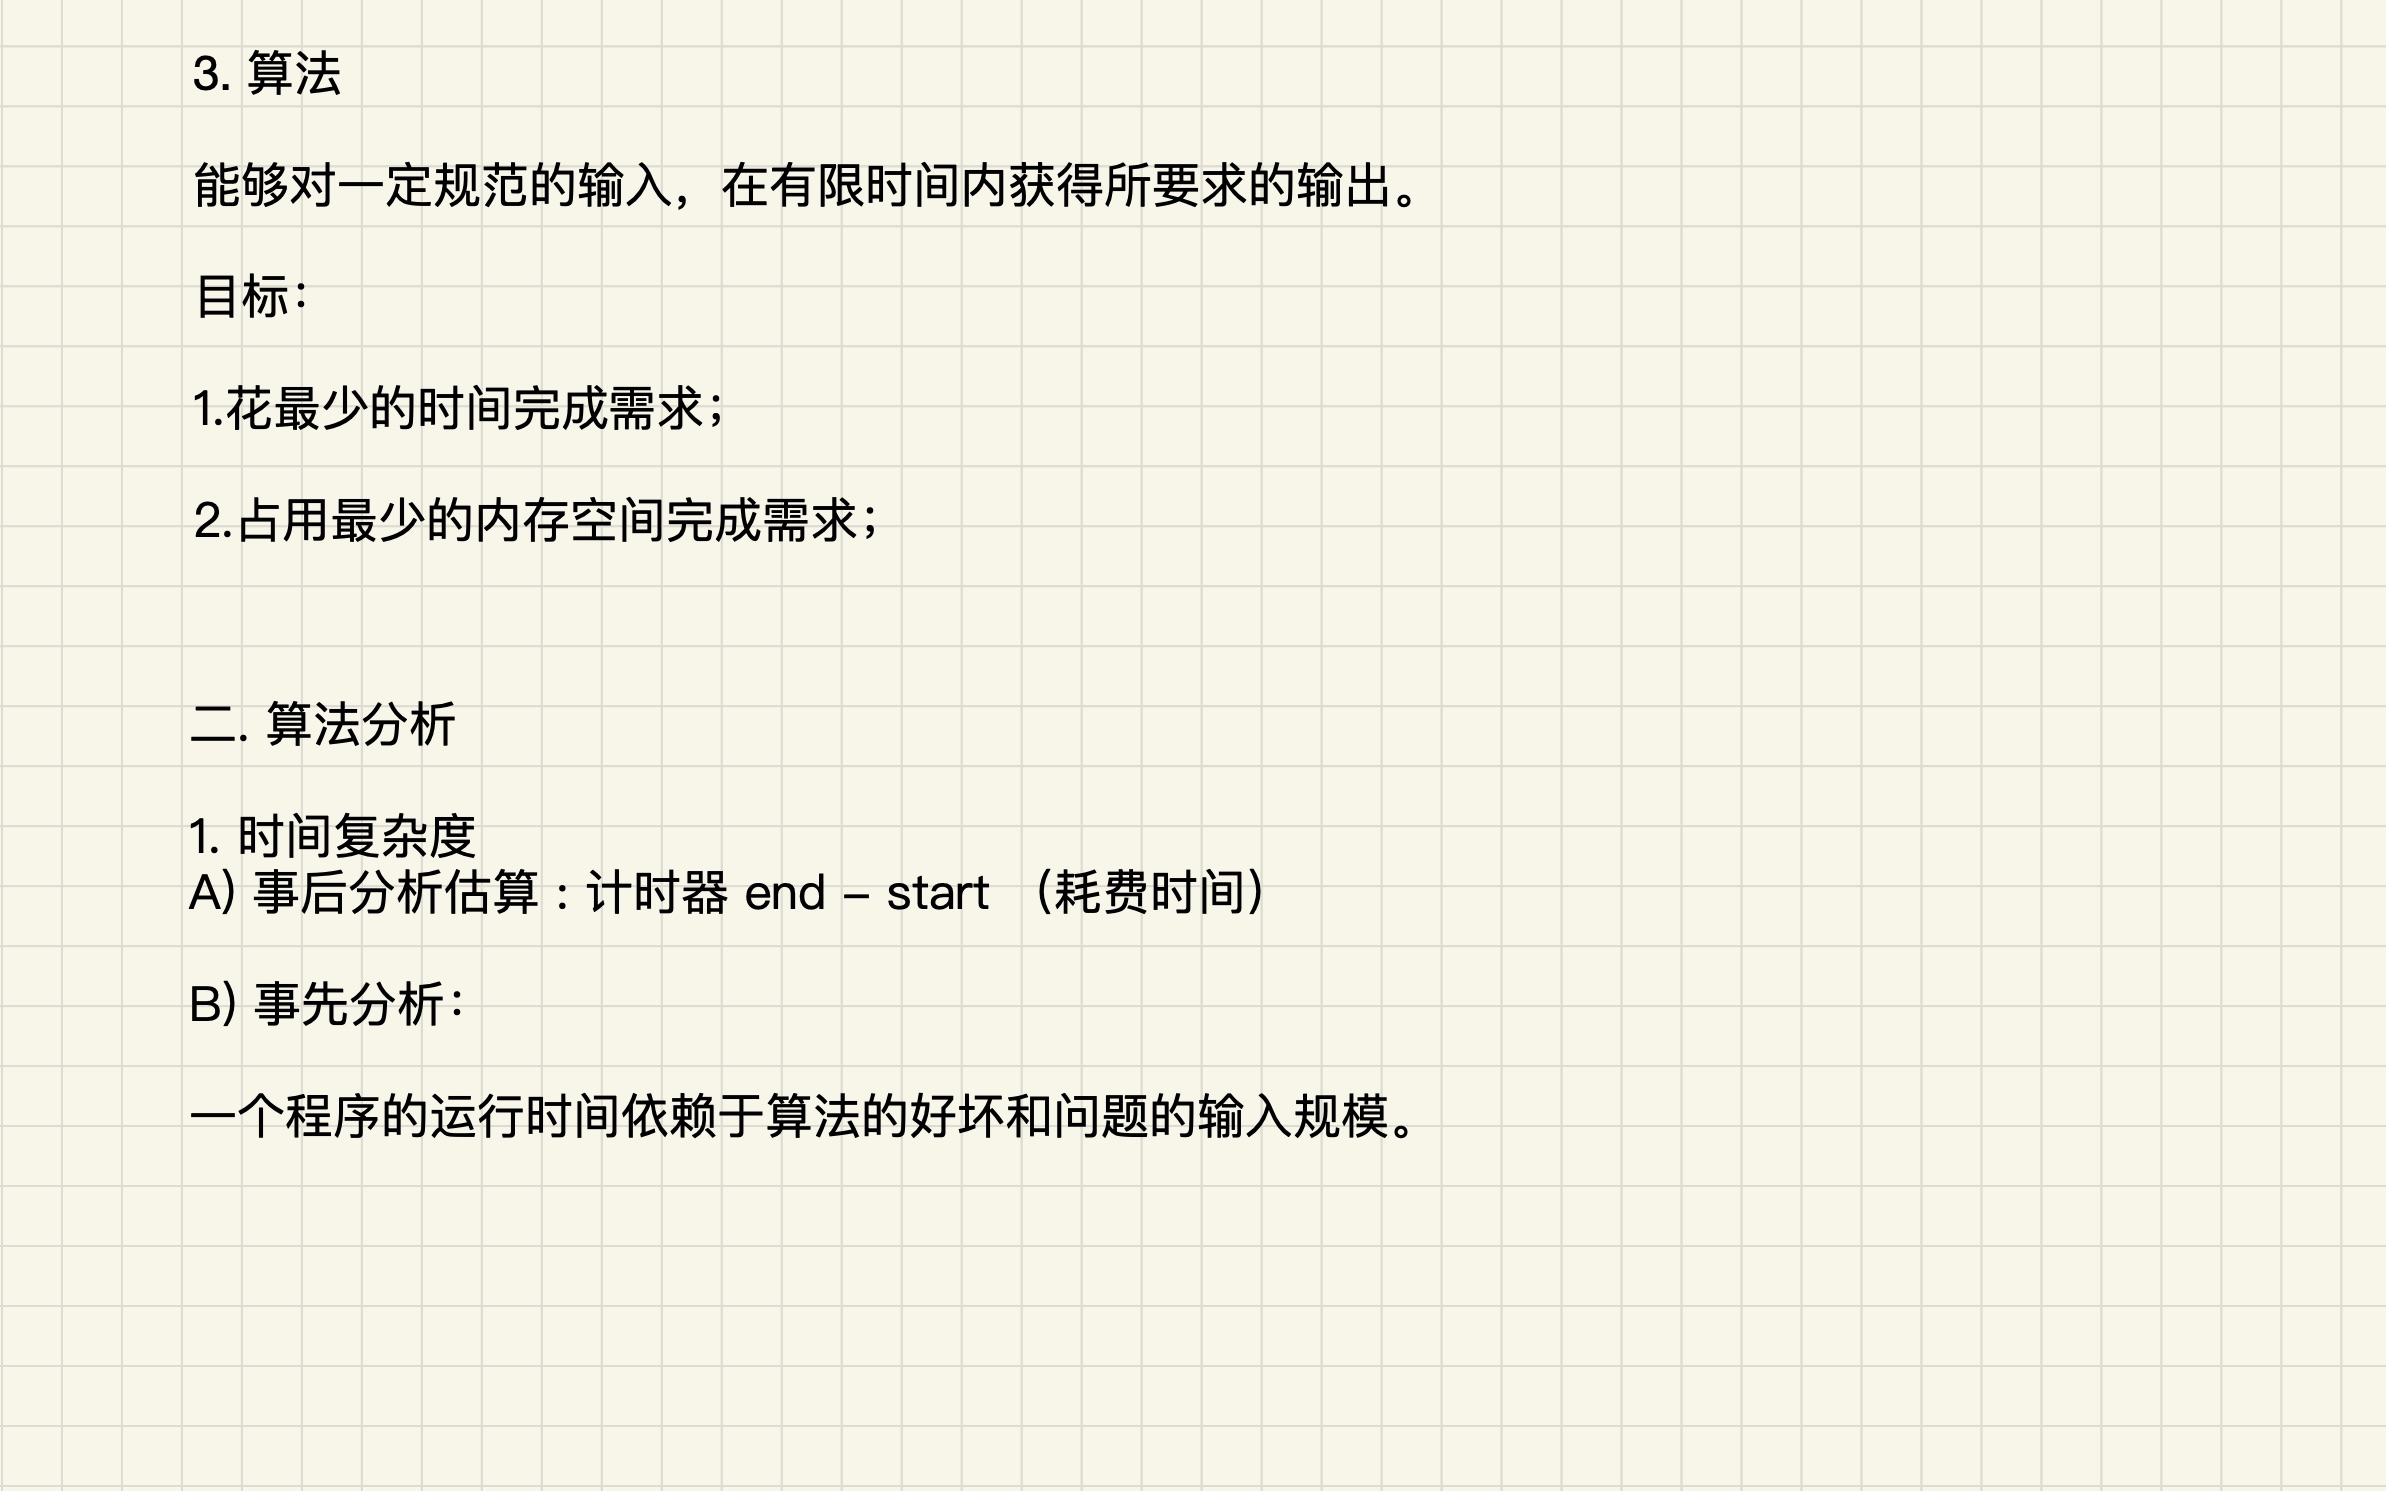 3. 算法
能够对一定规范的输入，在有限时间内获得所要求的输出。
目标：
1.花最少的时间完成需求；
2.占用最少的内存空间完成需求；
二. 算法分析
1. 时间复杂度
A) 事后分析估算 : 计时器 end – start （耗费时间）
B) 事先分析：
一个程序的运行时间依赖于算法的好坏和问题的输入规模。